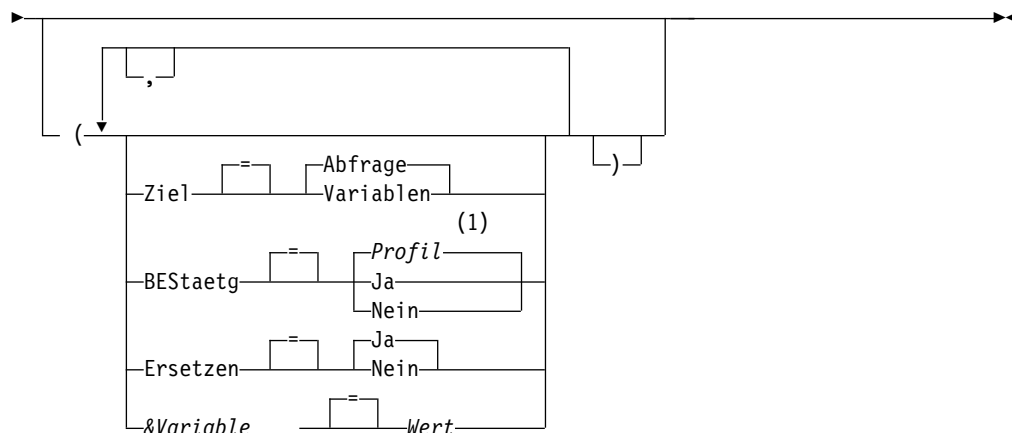 ,
(
)
=
Abfrage
Ziel
Variablen
(1)
=
Profil
BEStaetg
Ja
Nein
=
Ja
Ersetzen
Nein
=
&Variable
Wert